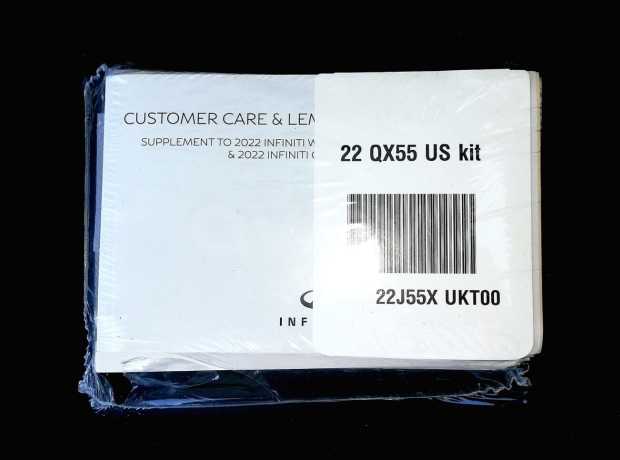 CUSTOMER CARE & LEM
SUPPLEMENT TO 2022 INFINITI W
& 2022 INFINITI
INF
22 QX55 US kit
22J55X UKT00